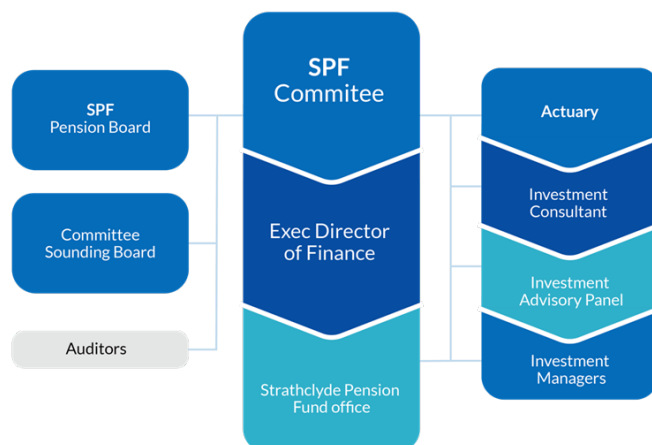 SPF
Pension Board
Committee
Sounding Board
Auditors
SPF
Commitee
Exec Director
of Finance
Strathclyde Pension
Fund office
Actuary
Investment
Consultant
Investment
Advisory Panel
Investment
Managers